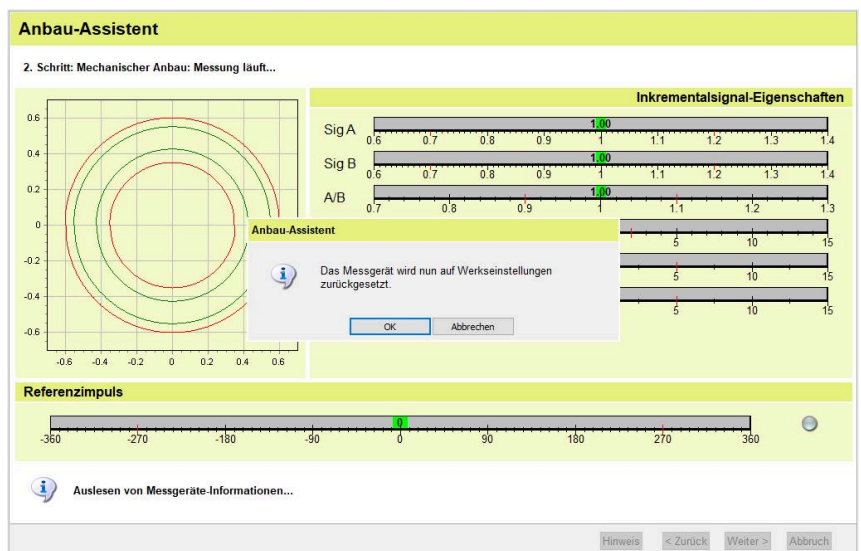 Anbau-Assistent
2. Schritt: Mechanischer Anbau: Messung läuft...
Inkrementalsignal-Eigenschaften
0.6
0.4
0.2
0
-0.2
-0.4
-0.6
-0.6 -0.4 -0.2 0 0.2 0.4 0.6
Sig A
1.00
0.6 0.7 0.8 0.9 1 1.1 1.2 1.3 1.4
Sig B
1.00
0.6 0.7 0.8 0.9 1 1.1 1.2 1.3 1.4
A/B
1.00
0.7 0.8 0.9 1 1.1 1.2 1.3
5 10 15
5 10 15
5 10 15
Anbau-Assistent
Das Messgerät wird nun auf Werkseinstellungen
zurückgesetzt.
OK Abbrechen
Referenzimpuls
0
-360 -270 -180 -90 0 90 180 270 360
Auslesen von Messgeräte-Informationen...
Hinweis < Zurück Weiter > Abbruch